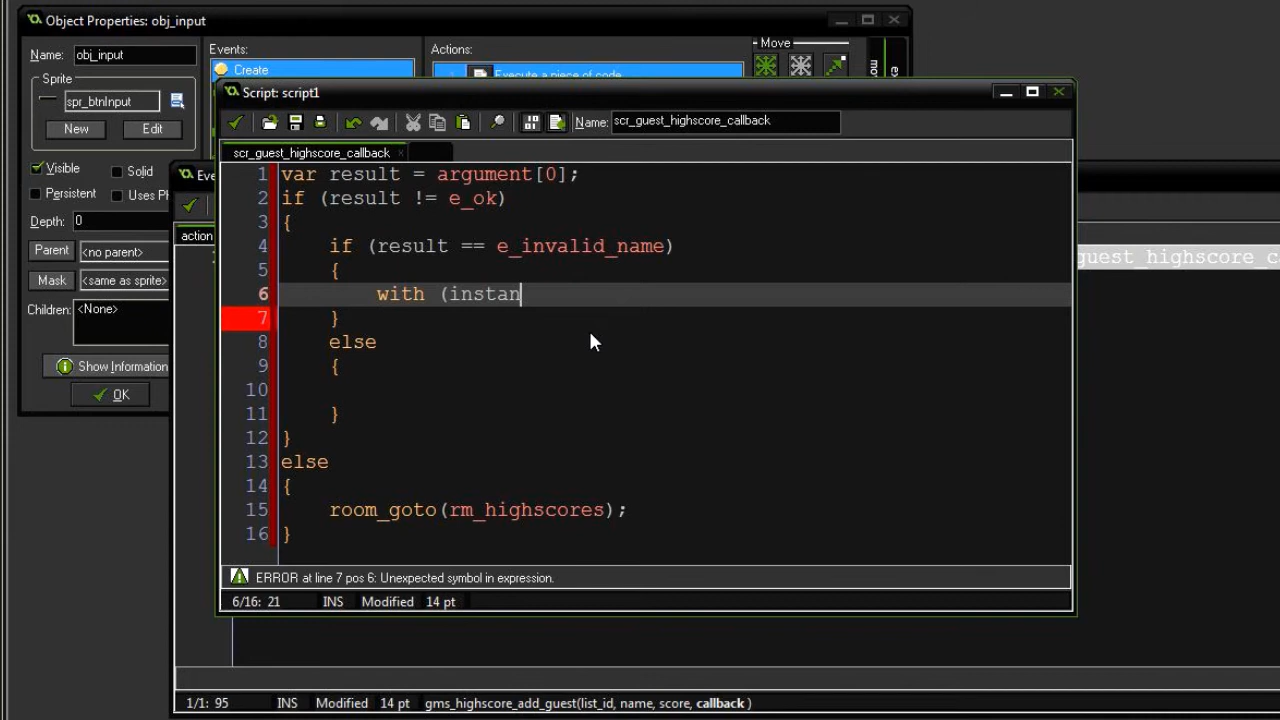 Object Properties: obj_input
Name: obj_input
Events:
Actions:
Move
Create
Execute a piece of code
Sprite
spr_btnInput
New Edit
Visible Solid
Persistent Uses
Depth: 0
Parent <no parent>
Mask <same as sprite>
Children: <None>
Show Information
OK
action
Script: script1
Name: scr_guest_highscore_callback
scr_guest_highscore_callback
1 var result = argument[0];
2 if (result != e_ok)
3 {
4 if (result == e_invalid_name)
5 {
6 with (instan
7 }
8 else
9 {
10
11 }
12 }
13 else
14 {
15 room_goto(rm_highscores);
16 }
ERROR at line 7 pos 6: Unexpected symbol in expression.
6/16: 21 INS Modified 14 pt
guest_highscore_c
1/1: 95 INS Modified 14 pt gms_highscore_add_guest(list_id, name, score, callback )